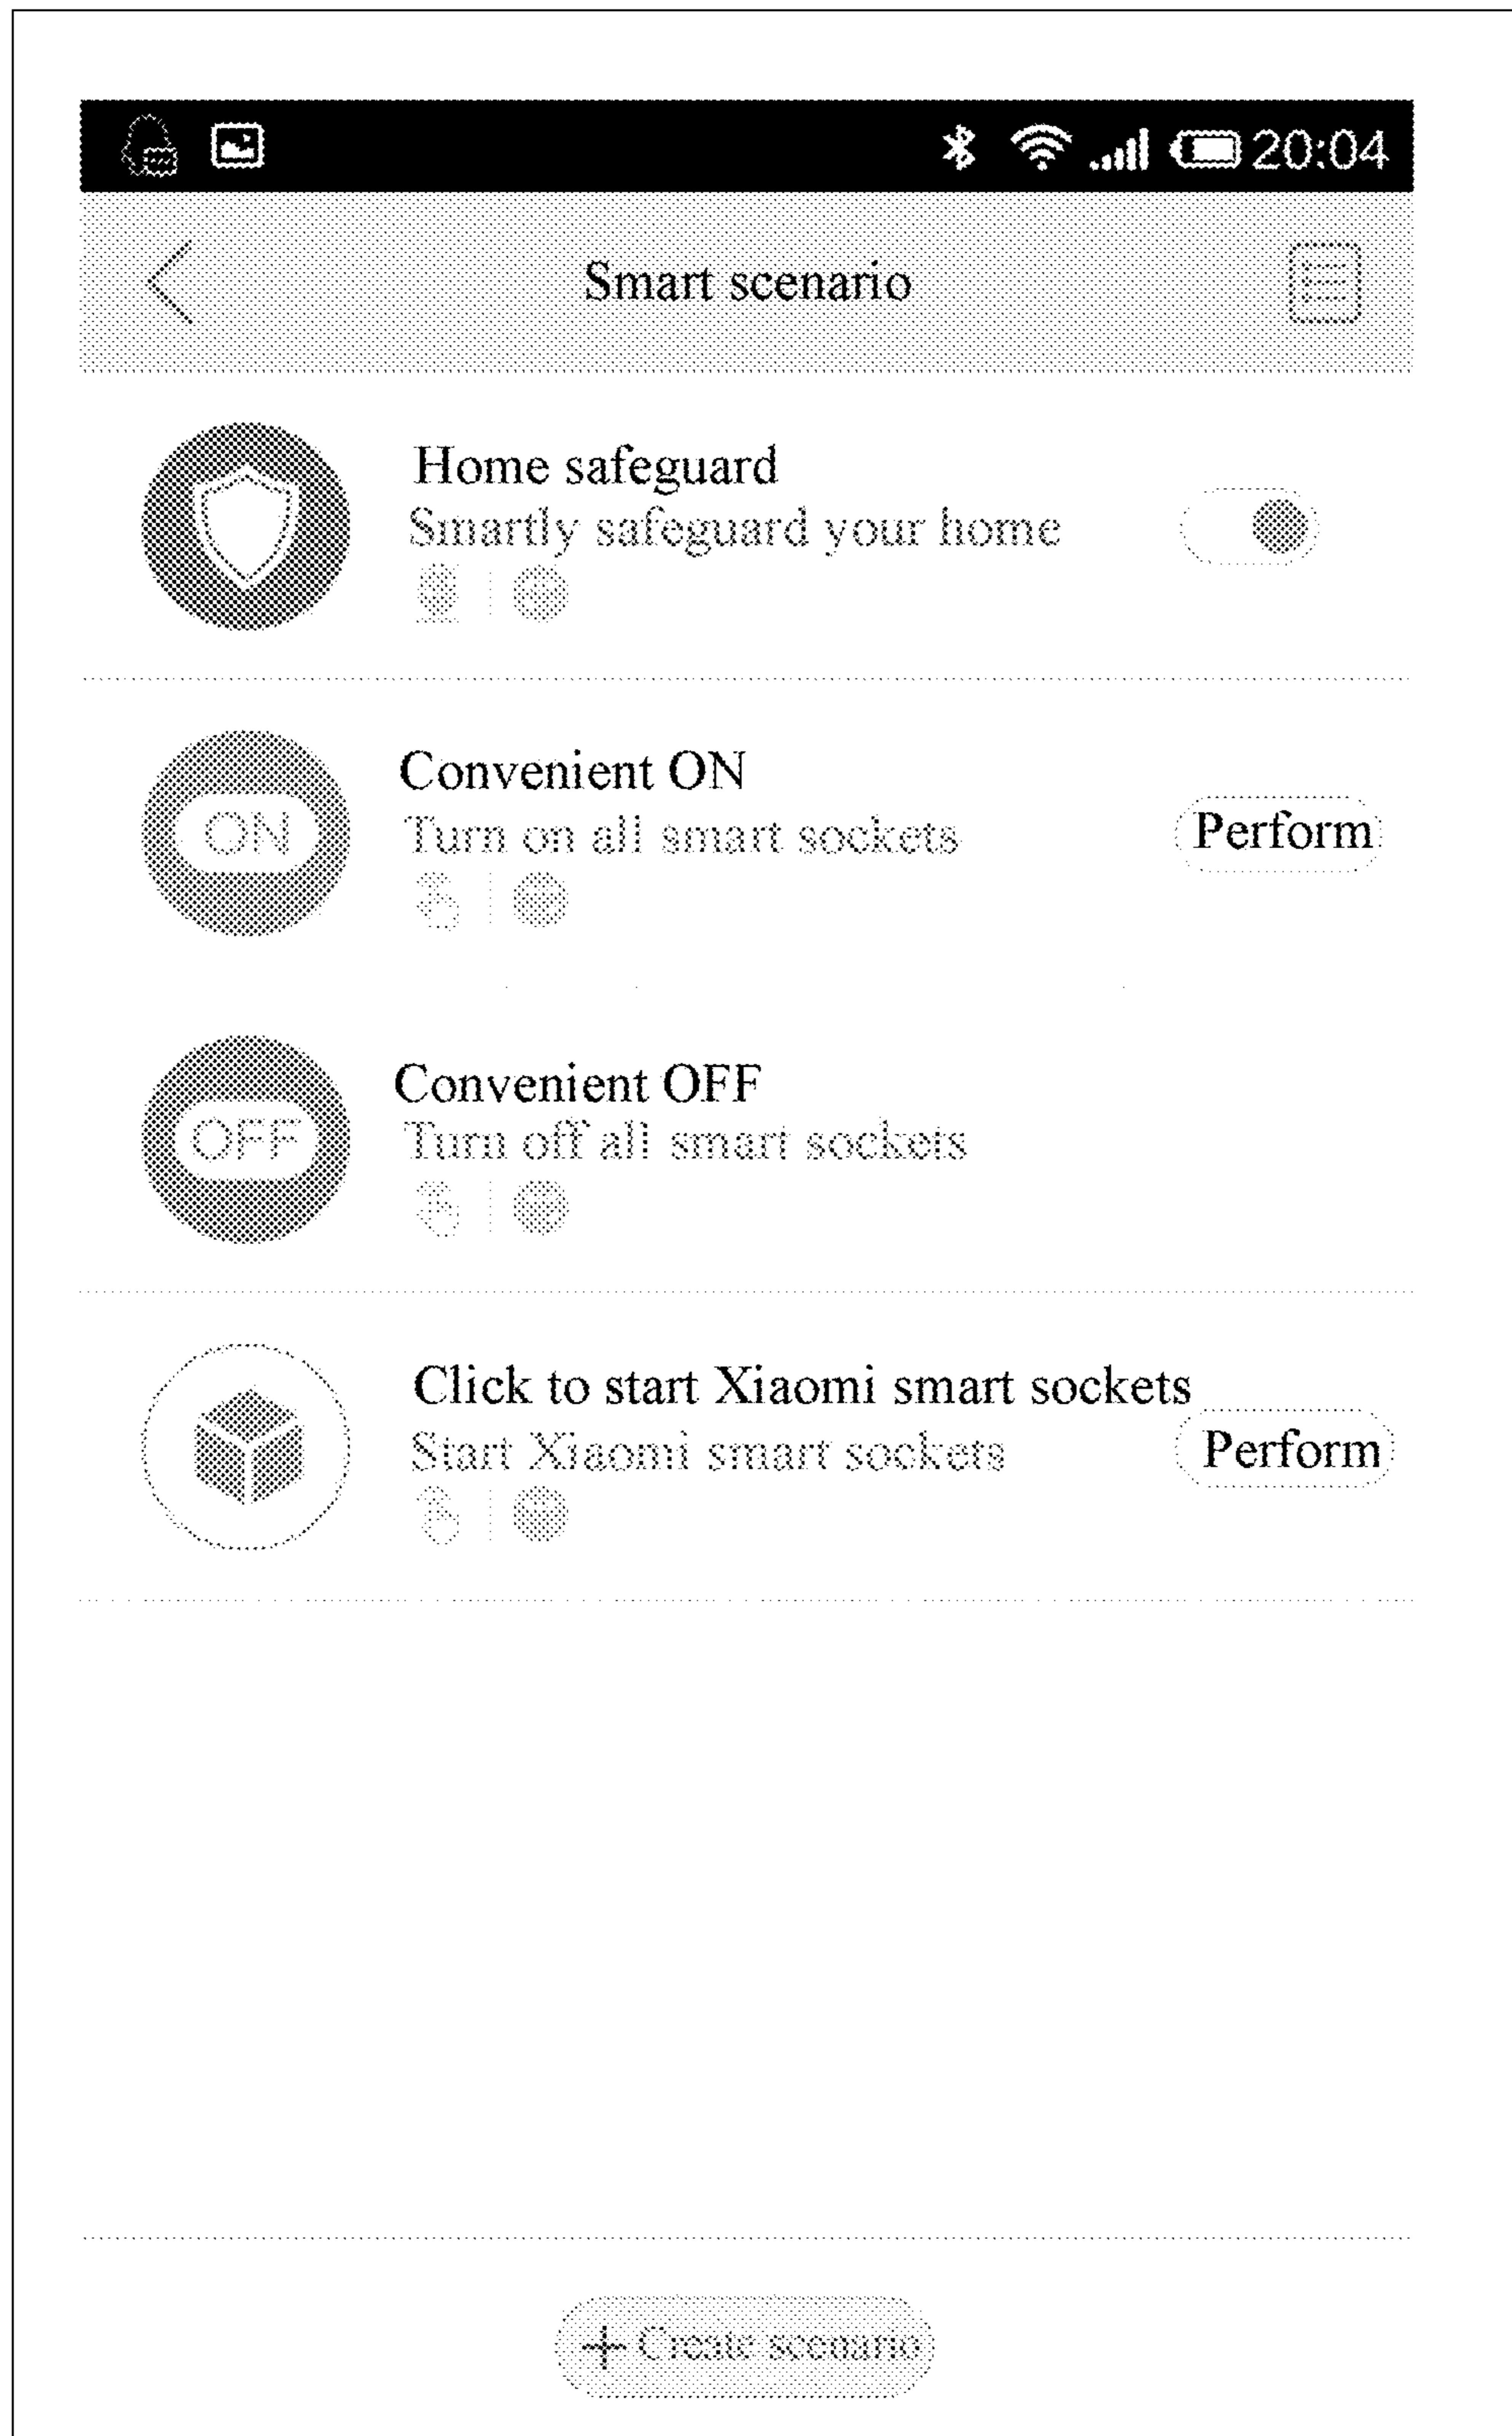 20:04
Smart scenario
Home safeguard
Smartly safeguard your home
Convenient ON
ON
Turn on all smart sockets
Perform
Convenient OFF
OFF
Turn off all smart sockets
Click to start Xiaomi smart sockets
Start Xiaomi smart sockets
Perform
+ Create scenario